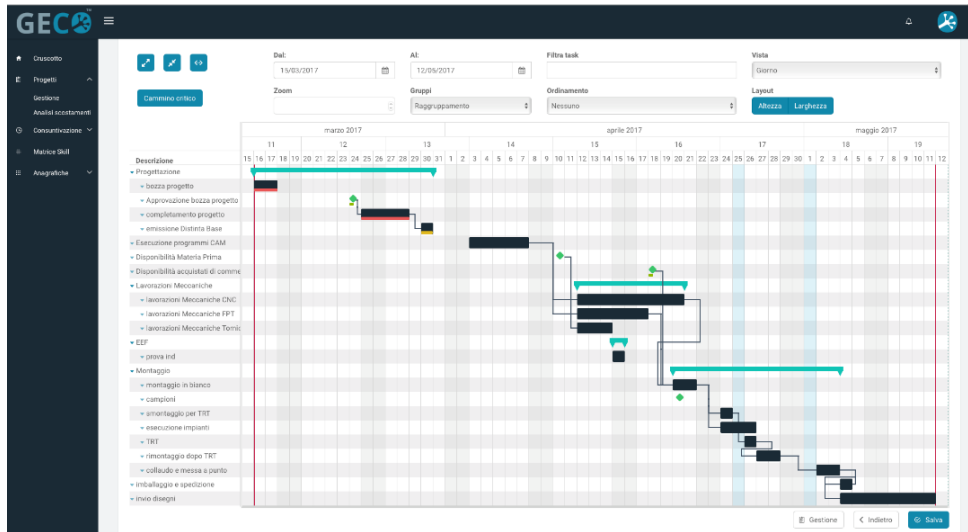 GECO
Cruscotto
Progetti
Gestione
Analisi scostamenti
Consuntivazione
Matrice Skill
Anagrafiche
Dal:
Al:
Filtra task
Vista
15/03/2017
12/05/2017
Giorno
Zoom
Gruppi
Ordinamento
Layout
Cammino critico
Raggruppamento
Nessuno
Altezza Larghezza
marzo 2017 aprile 2017 maggio 2017
11 12 13 14 15 16 17 18 19
Descrizione 15 16 17 18 19 20 21 22 23 24 25 26 27 28 29 30 31 1 2 3 4 5 6 7 8 9 10 11 12 13 14 15 16 17 18 19 20 21 22 23 24 25 26 27 28 29 30 1 2 3 4 5 6 7 8 9 10 11 12
Progettazione
bozza progetto
Approvazione bozza progetto
completamento progetto
emissione Distinta Base
Esecuzione programmi CAM
Disponibilità Materia Prima
Disponibilità acquistati di comme
Lavorazioni Meccaniche
lavorazioni Meccaniche CNC
lavorazioni Meccaniche FPT
lavorazioni Meccaniche Tornic
EEF
prova ind
Montaggio
montaggio in bianco
campioni
smontaggio per TRT
esecuzione impianti
TRT
rimontaggio dopo TRT
collaudo e messa a punto
imballaggio e spedizione
invio disegni
Gestione Indietro Salva